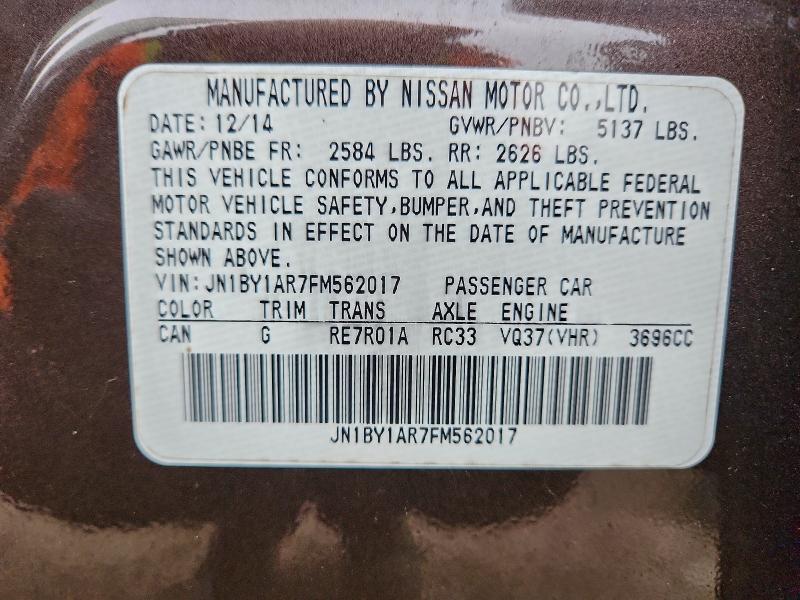 MANUFACTURED BY NISSAN MOTOR CO.,LTD.
DATE: 12/14 GVWR/PNBV: 5137 LBS.
GAWR/PNBE FR: 2584 LBS. RR: 2626 LBS.
THIS VEHICLE CONFORMS TO ALL APPLICABLE FEDERAL
MOTOR VEHICLE SAFETY,BUMPER,AND THEFT PREVENTION
STANDARDS IN EFFECT ON THE DATE OF MANUFACTURE
SHOWN ABOVE.
VIN: JN1BY1AR7FM562017 PASSENGER CAR
COLOR TRIM TRANS AXLE ENGINE
CAN G RE7R01A RC33 VQ37(VHR) 3696CC
JN1BY1AR7FM562017